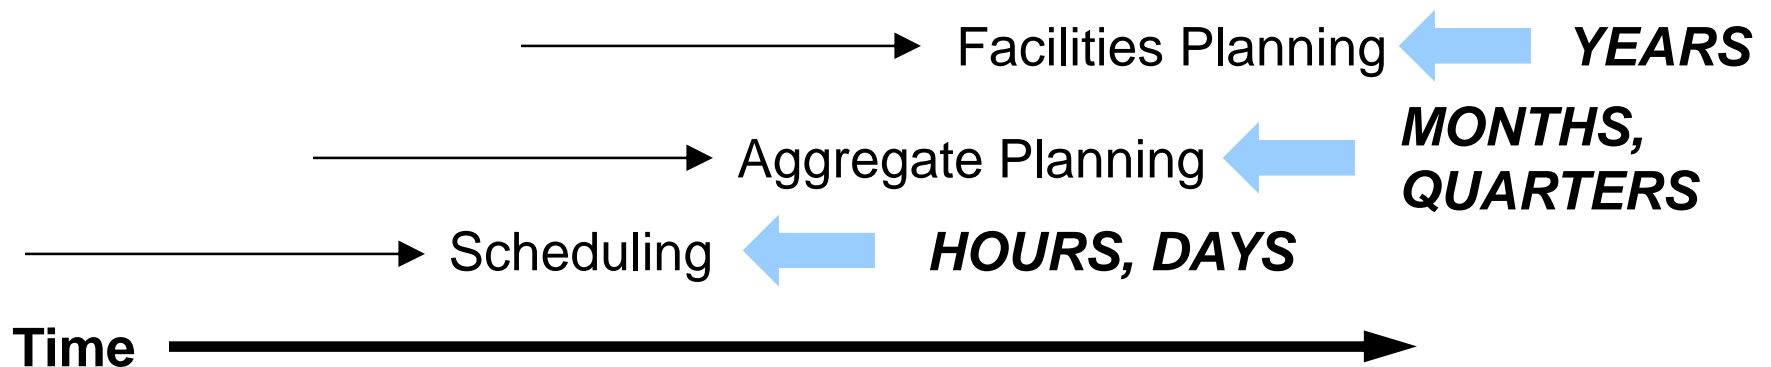 Facilities Planning YEARS
Aggregate Planning MONTHS,
QUARTERS
Scheduling HOURS, DAYS
Time